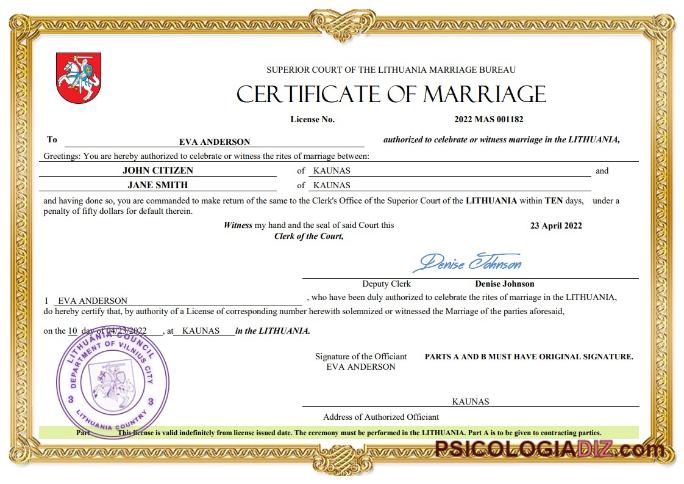 SUPERIOR COURT OF THE LITHUANIA MARRIAGE BUREAU
CERTIFICATE OF MARRIAGE
License No. 2022 MAS 001182
To EVA ANDERSON authorized to celebrate or witness marriage in the LITHUANIA,
Greetings: You are hereby authorized to celebrate or witness the rites of marriage between:
JOHN CITIZEN of KAUNAS and
JANE SMITH of KAUNAS
and having done so, you are commanded to make return of the same to the Clerk's Office of the Superior Court of the LITHUANIA within TEN days, under a
penalty of fifty dollars for default therein.
Witness my hand and the seal of said Court this 23 April 2022
Clerk of the Court,
Denise Johnson
Deputy Clerk Denise Johnson
I EVA ANDERSON , who have been duly authorized to celebrate the rites of marriage in the LITHUANIA,
do hereby certify that, by authority of a License of corresponding number herewith solemnized or witnessed the Marriage of the parties aforesaid,
on the 10 day of 04/23/2022 , at KAUNAS in the LITHUANIA.
LITHUANIA COUNCIL
DEPARTMENT OF VILNIUS CITY
3 3
LITHUANIA COUNTRY
Signature of the Officiant PARTS A AND B MUST HAVE ORIGINAL SIGNATURE.
EVA ANDERSON
KAUNAS
Address of Authorized Officiant
Part This license is valid indefinitely from license issued date. The ceremony must be performed in the LITHUANIA. Part A is to be given to contracting parties.
PSICOLOGIADIZ.com